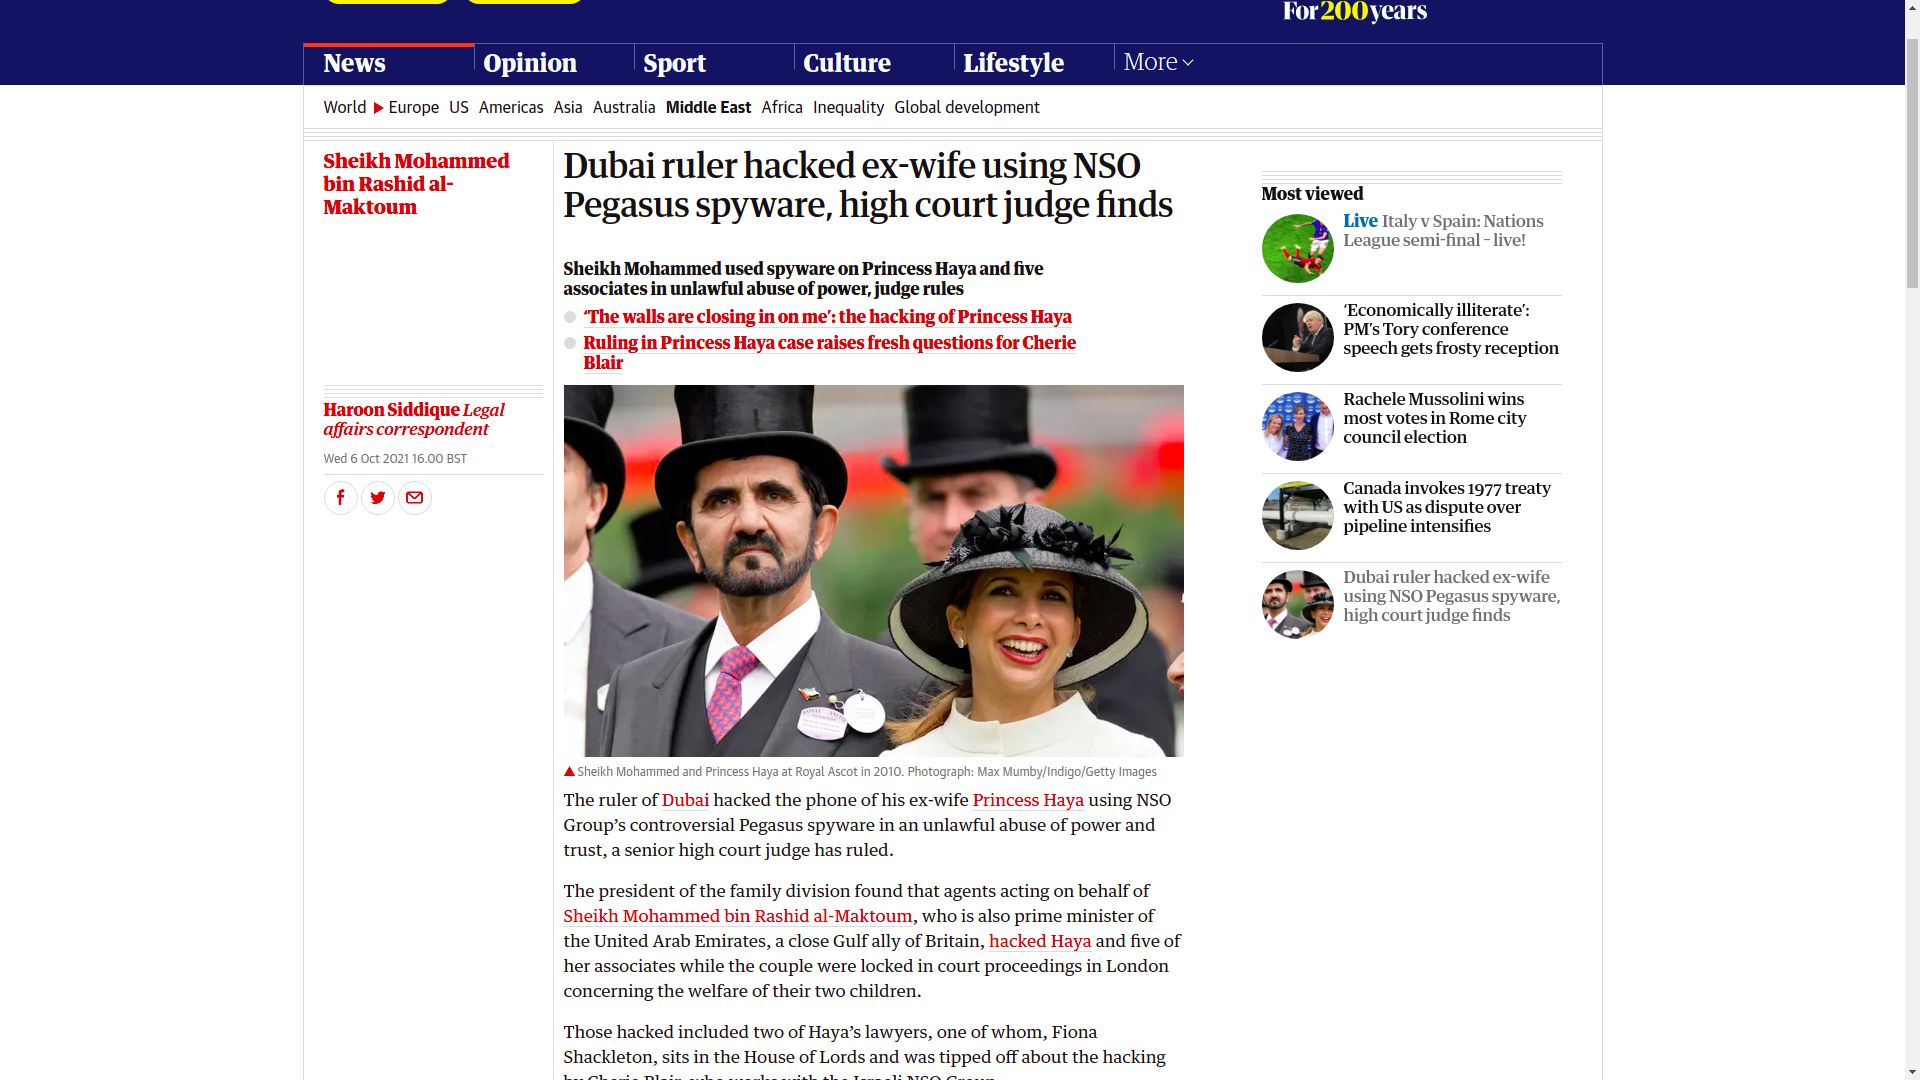 For200years
News
Opinion
Sport
Culture
Lifestyle
More
World
Europe
US
Americas
Asia
Australia
Middle East
Africa
Inequality
Global development
Sheikh Mohammed
bin Rashid al-
Maktoum
Haroon Siddique Legal
affairs correspondent
Wed 6 Oct 2021 16.00 BST
Dubai ruler hacked ex-wife using NSO
Pegasus spyware, high court judge finds
Sheikh Mohammed used spyware on Princess Haya and five
associates in unlawful abuse of power, judge rules
‘The walls are closing in on me’: the hacking of Princess Haya
Ruling in Princess Haya case raises fresh questions for Cherie
Blair
Sheikh Mohammed and Princess Haya at Royal Ascot in 2010. Photograph: Max Mumby/Indigo/Getty Images
The ruler of Dubai hacked the phone of his ex-wife Princess Haya using NSO
Group’s controversial Pegasus spyware in an unlawful abuse of power and
trust, a senior high court judge has ruled.
The president of the family division found that agents acting on behalf of
Sheikh Mohammed bin Rashid al-Maktoum, who is also prime minister of
the United Arab Emirates, a close Gulf ally of Britain, hacked Haya and five of
her associates while the couple were locked in court proceedings in London
concerning the welfare of their two children.
Those hacked included two of Haya’s lawyers, one of whom, Fiona
Shackleton, sits in the House of Lords and was tipped off about the hacking
by Cherie Blair, who works with the Israeli NSO Group.
Most viewed
Live Italy v Spain: Nations
League semi-final – live!
‘Economically illiterate’:
PM’s Tory conference
speech gets frosty reception
Rachele Mussolini wins
most votes in Rome city
council election
Canada invokes 1977 treaty
with US as dispute over
pipeline intensifies
Dubai ruler hacked ex-wife
using NSO Pegasus spyware,
high court judge finds